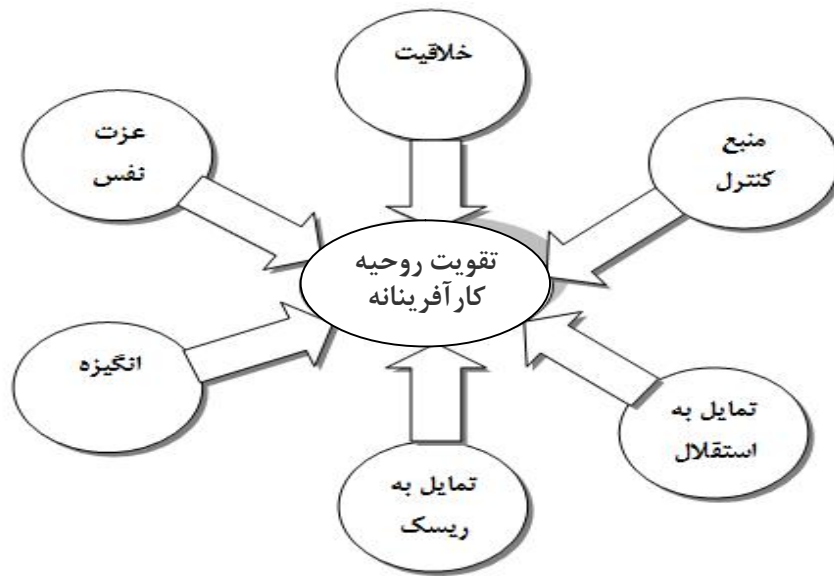 خلاقیت
منبع
کنترل
عزت
نفس
تقویت روحیه
کارآفرینانه
انگیزه
تمایل به
استقلال
تمایل به
ریسک